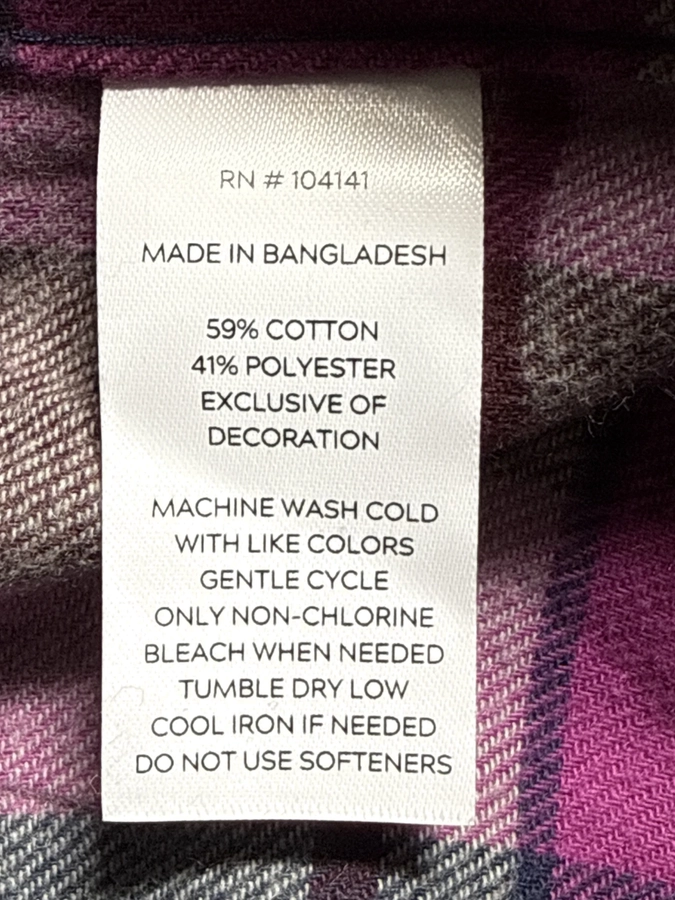 RN # 104141
MADE IN BANGLADESH
59% COTTON
41% POLYESTER
EXCLUSIVE OF
DECORATION
MACHINE WASH COLD
WITH LIKE COLORS
GENTLE CYCLE
ONLY NON-CHLORINE
BLEACH WHEN NEEDED
TUMBLE DRY LOW
COOL IRON IF NEEDED
DO NOT USE SOFTENERS